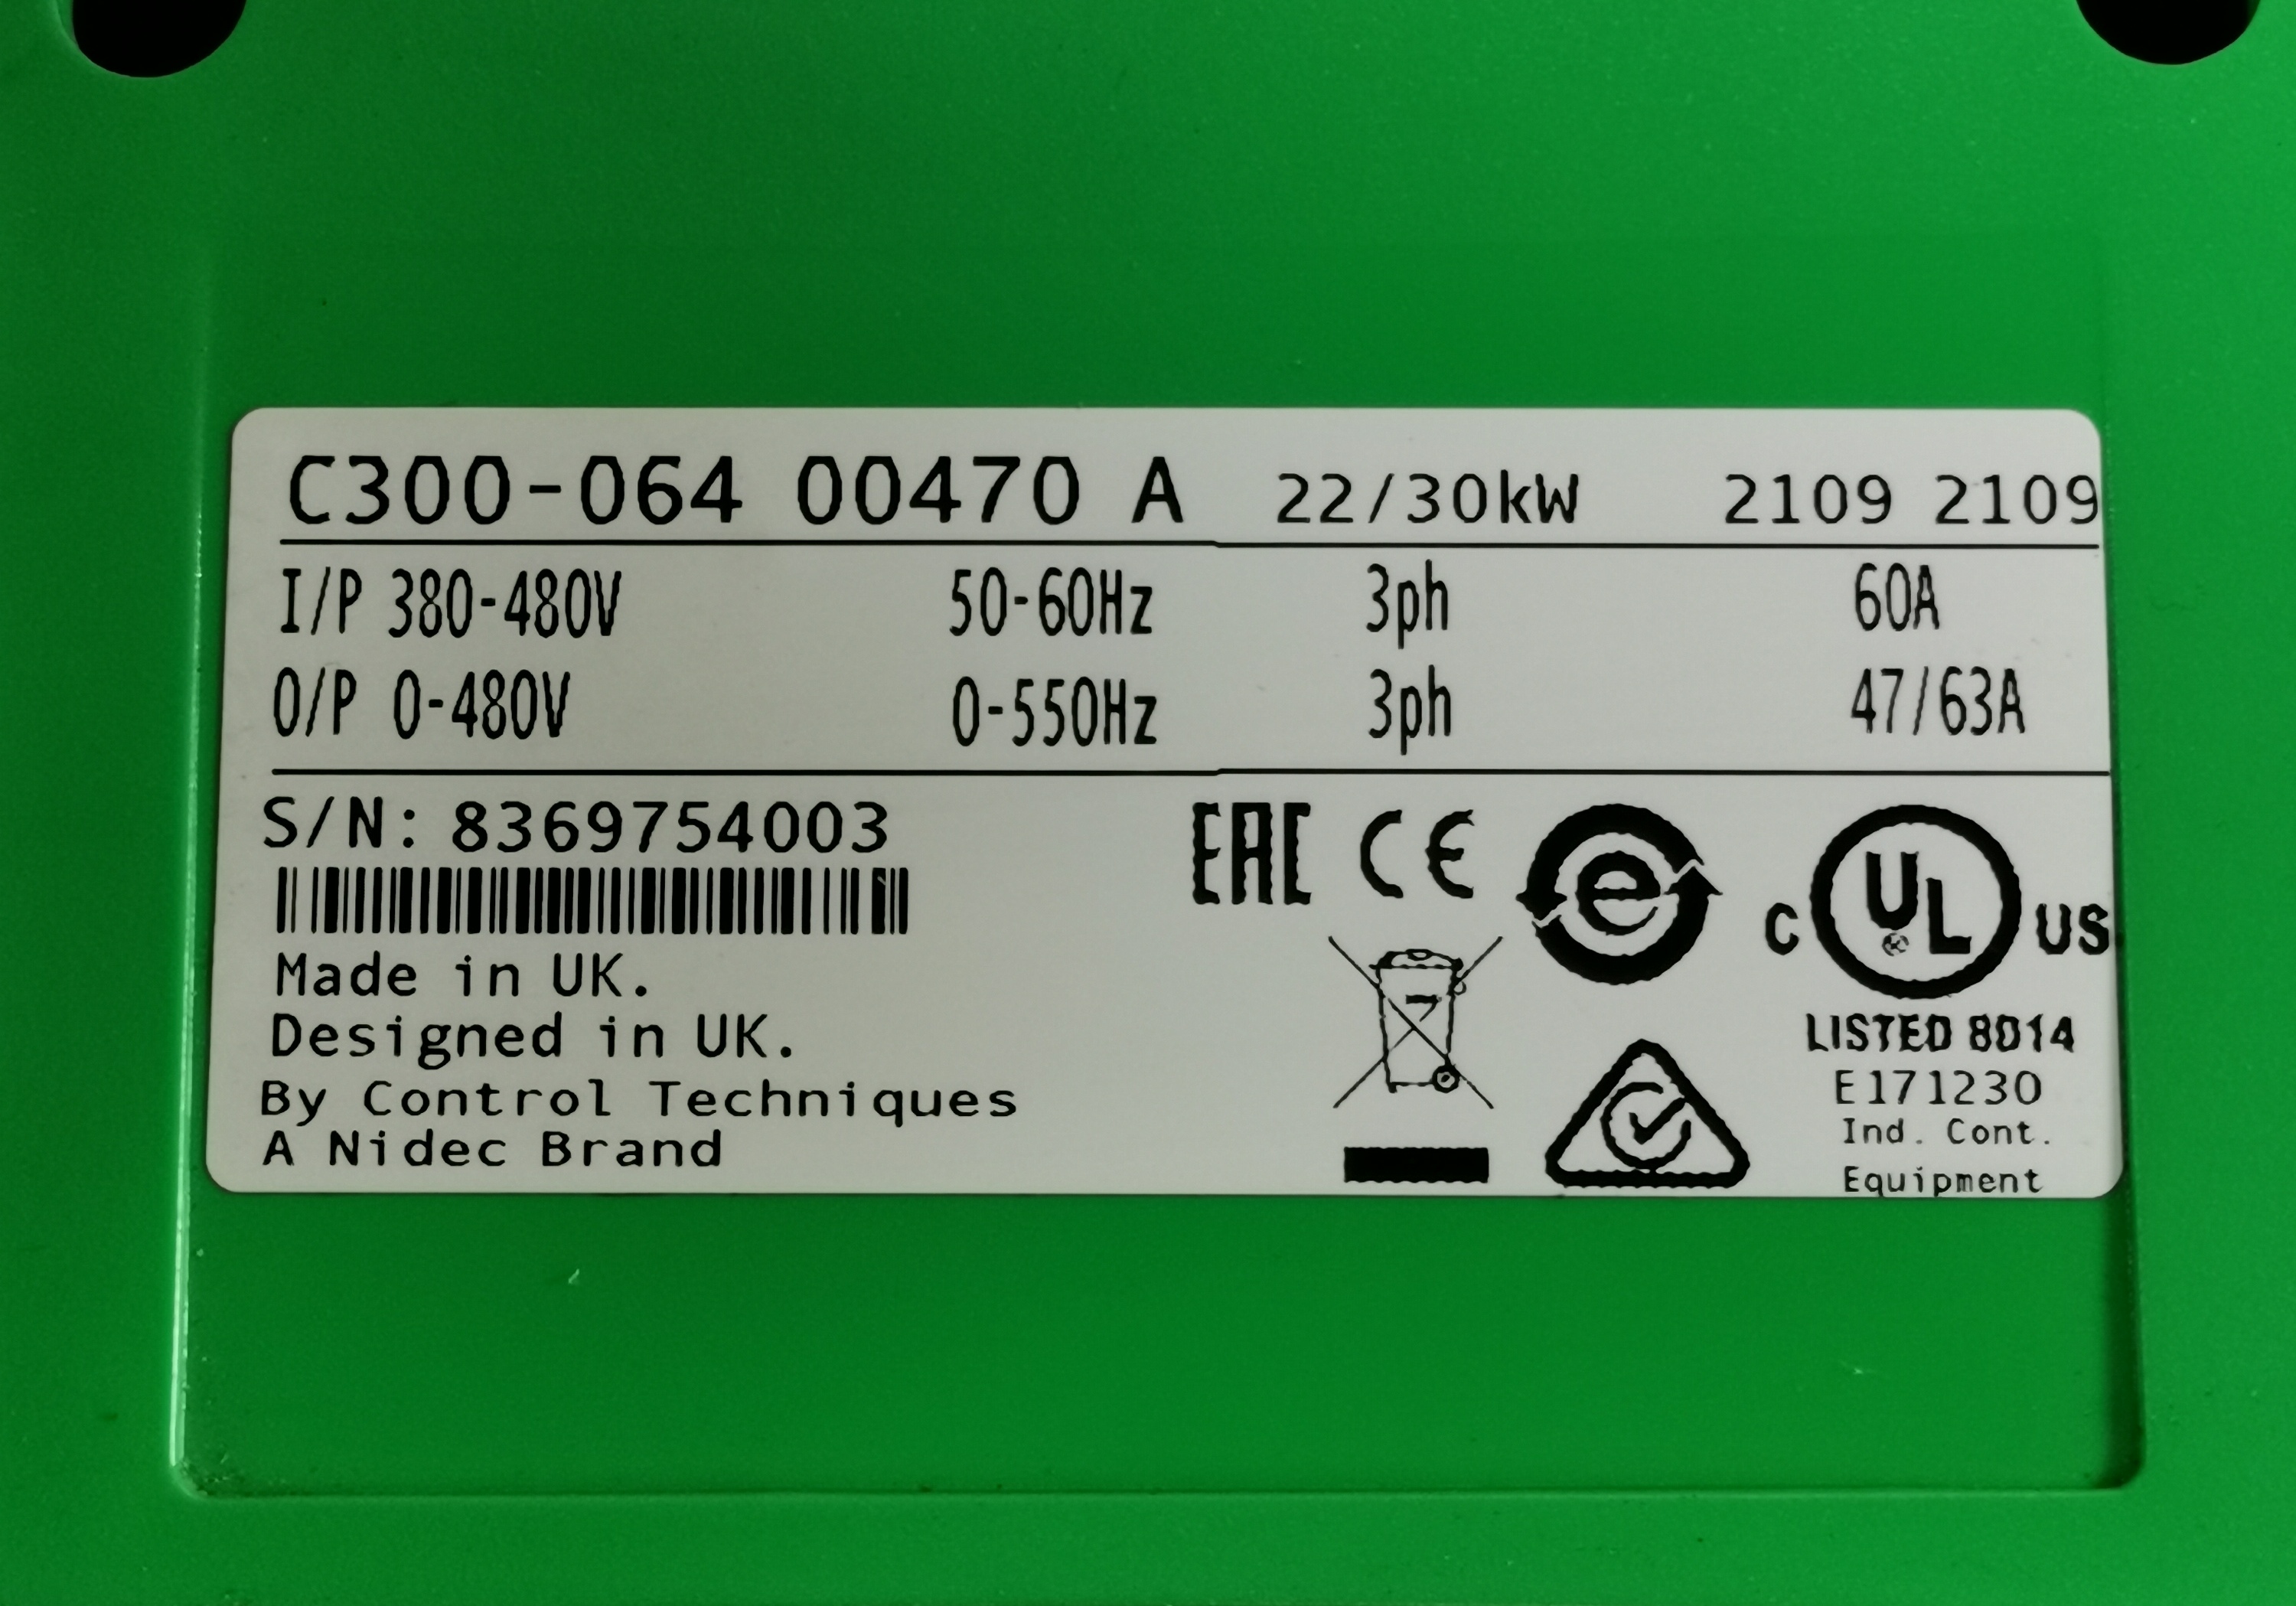 C300-064 00470 A 22/30kW 2109 2109
I/P 380-480V 50-60Hz 3ph 60A
O/P 0-480V 0-550Hz 3ph 47/63A
S/N: 8369754003
Made in UK.
Designed in UK.
By Control Techniques
A Nidec Brand
EAC CE e C UL US
LISTED 8D14
E171230
Ind. Cont.
Equipment